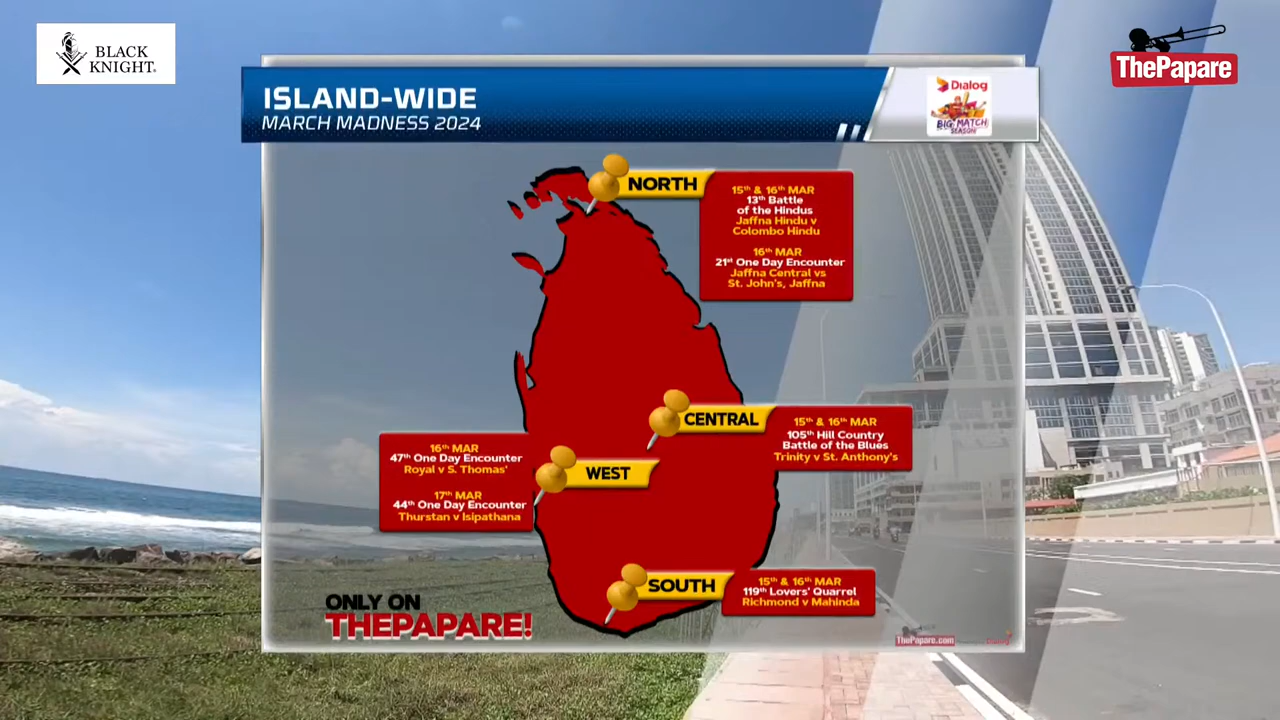 BLACK
KNIGHT
ThePapare
ISLAND-WIDE
MARCH MADNESS 2024
Dialog
BIG MATCH
SEASON
NORTH
15th & 16th MAR
13th Battle
of the Hindus
Jaffna Hindu v
Colombo Hindu
16th MAR
21st One Day Encounter
Jaffna Central vs
St. John's, Jaffna
CENTRAL
15th & 16th MAR
105th Hill Country
Battle of the Blues
Trinity v St. Anthony's
WEST
16th MAR
47th One Day Encounter
Royal v S. Thomas'
17th MAR
44th One Day Encounter
Thurstan v Isipathana
SOUTH
15th & 16th MAR
119th Lovers' Quarrel
Richmond v Mahinda
ONLY ON
THEPAPARE!
ThePapare.com